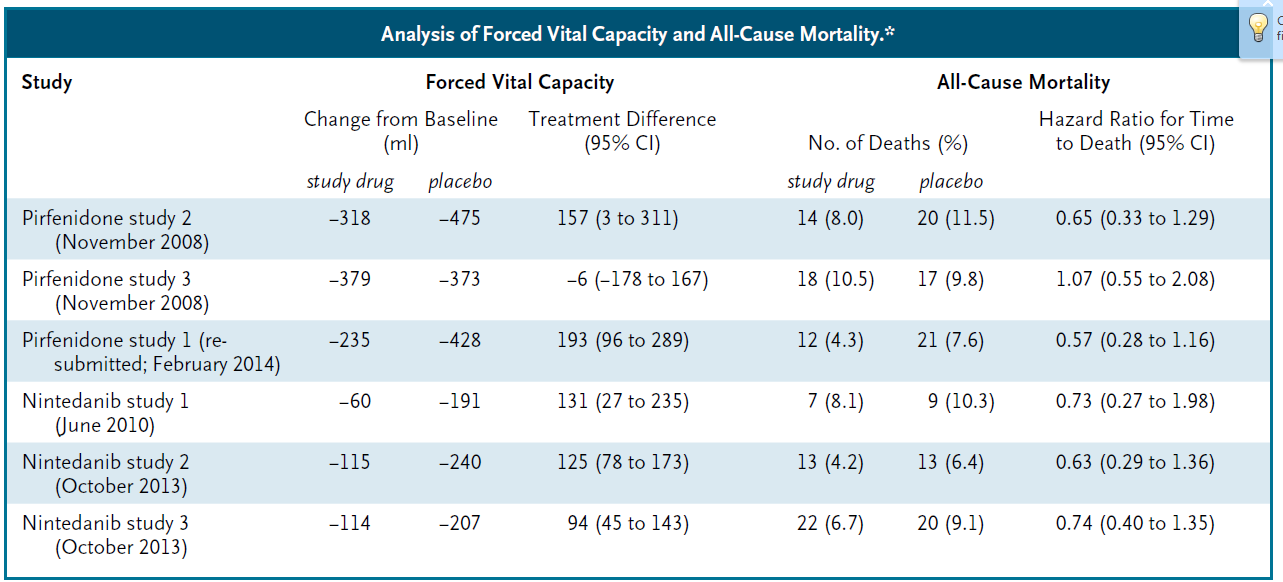 Analysis of Forced Vital Capacity and All-Cause Mortality.*
Study Forced Vital Capacity All-Cause Mortality
Change from Baseline (ml) Treatment Difference (95% CI) No. of Deaths (%) Hazard Ratio for Time to Death (95% CI)
study drug placebo study drug placebo
Pirfenidone study 2 –318 –475 157 (3 to 311) 14 (8.0) 20 (11.5) 0.65 (0.33 to 1.29)
(November 2008)
Pirfenidone study 3 –379 –373 –6 (–178 to 167) 18 (10.5) 17 (9.8) 1.07 (0.55 to 2.08)
(November 2008)
Pirfenidone study 1 (re- –235 –428 193 (96 to 289) 12 (4.3) 21 (7.6) 0.57 (0.28 to 1.16)
submitted; February 2014)
Nintedanib study 1 –60 –191 131 (27 to 235) 7 (8.1) 9 (10.3) 0.73 (0.27 to 1.98)
(June 2010)
Nintedanib study 2 –115 –240 125 (78 to 173) 13 (4.2) 13 (6.4) 0.63 (0.29 to 1.36)
(October 2013)
Nintedanib study 3 –114 –207 94 (45 to 143) 22 (6.7) 20 (9.1) 0.74 (0.40 to 1.35)
(October 2013)